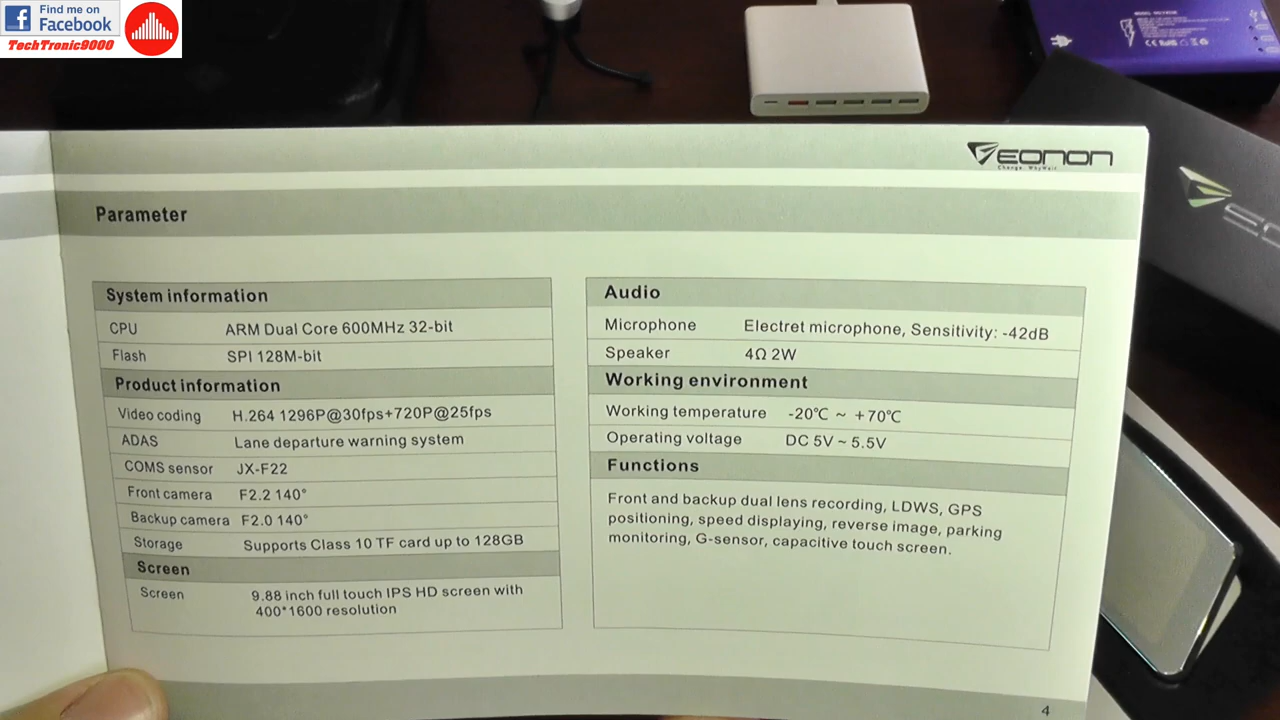 Find me on
Facebook
TechTronic9000
EONON
Change, WhyWait
Parameter
System information
CPU ARM Dual Core 600MHz 32-bit
Flash SPI 128M-bit
Product information
Video coding H.264 1296P@30fps+720P@25fps
ADAS Lane departure warning system
COMS sensor JX-F22
Front camera F2.2 140°
Backup camera F2.0 140°
Storage Supports Class 10 TF card up to 128GB
Screen
Screen 9.88 inch full touch IPS HD screen with
400*1600 resolution
Audio
Microphone Electret microphone, Sensitivity: -42dB
Speaker 4Ω 2W
Working environment
Working temperature -20℃ ~ +70℃
Operating voltage DC 5V ~ 5.5V
Functions
Front and backup dual lens recording, LDWS, GPS
positioning, speed displaying, reverse image, parking
monitoring, G-sensor, capacitive touch screen.
4